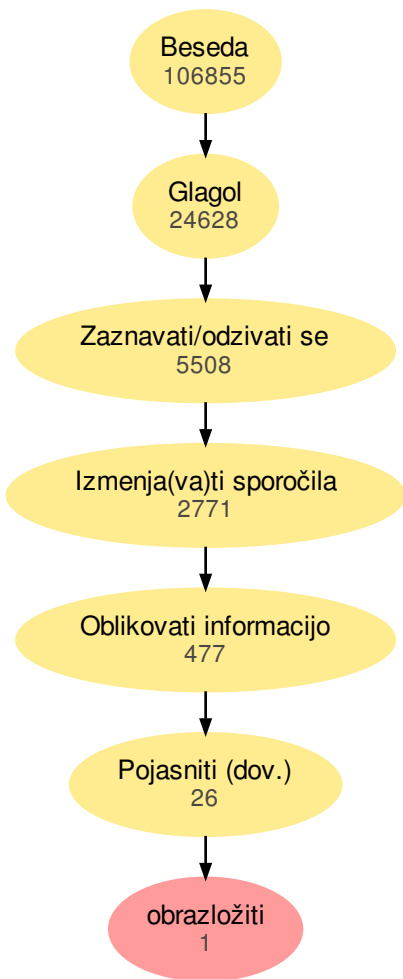 Beseda
106855
Glagol
24628
Zaznavati/odzivati se
5508
Izmenja(va)ti sporočila
2771
Oblikovati informacijo
477
Pojasniti (dov.)
26
obrazložiti
1